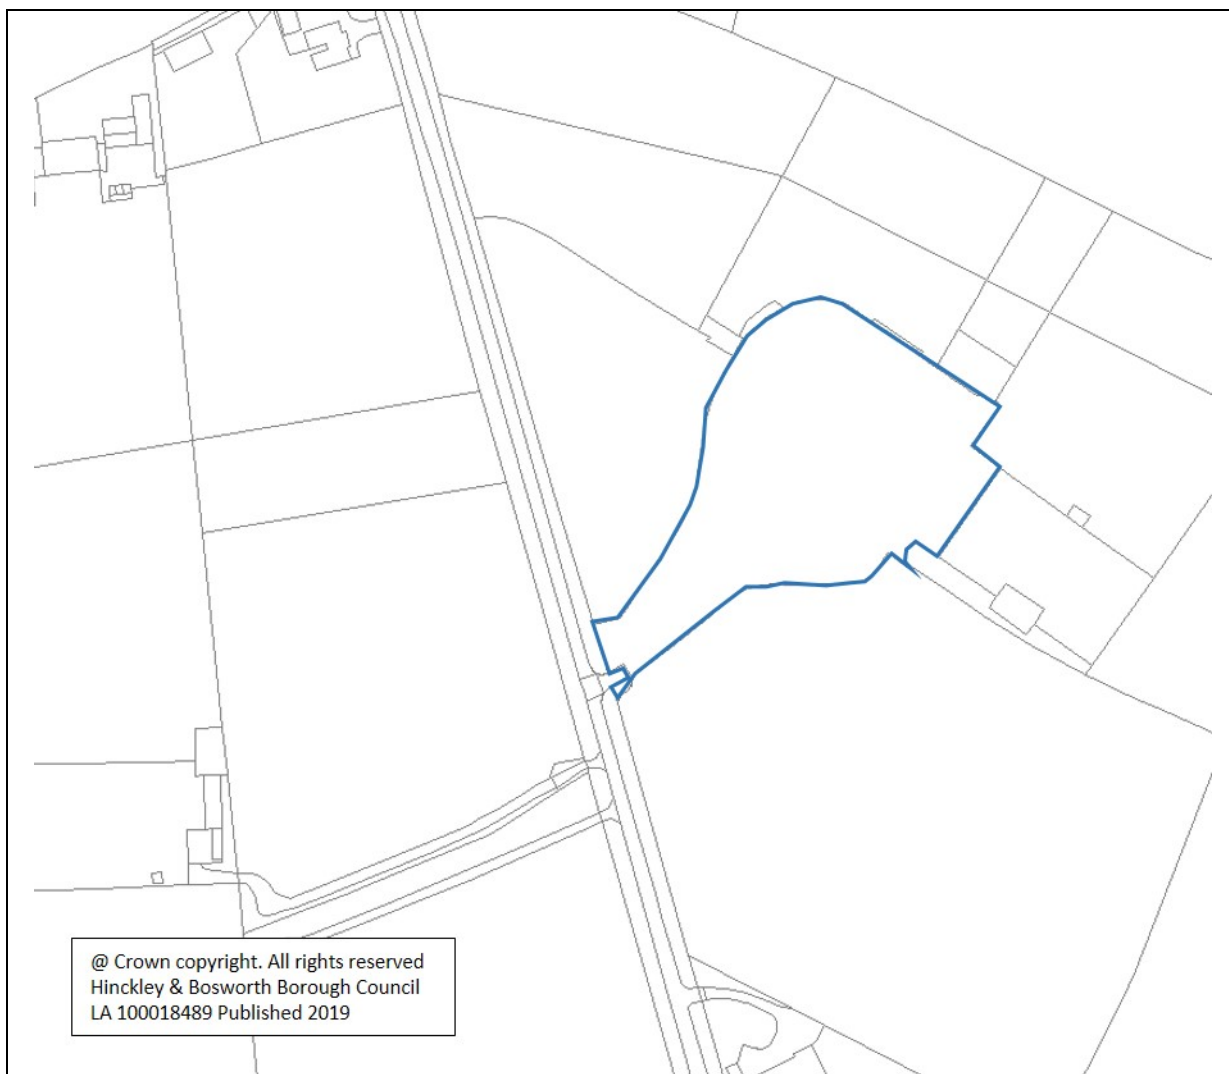 @ Crown copyright. All rights reserved
Hinckley & Bosworth Borough Council
LA 100018489 Published 2019